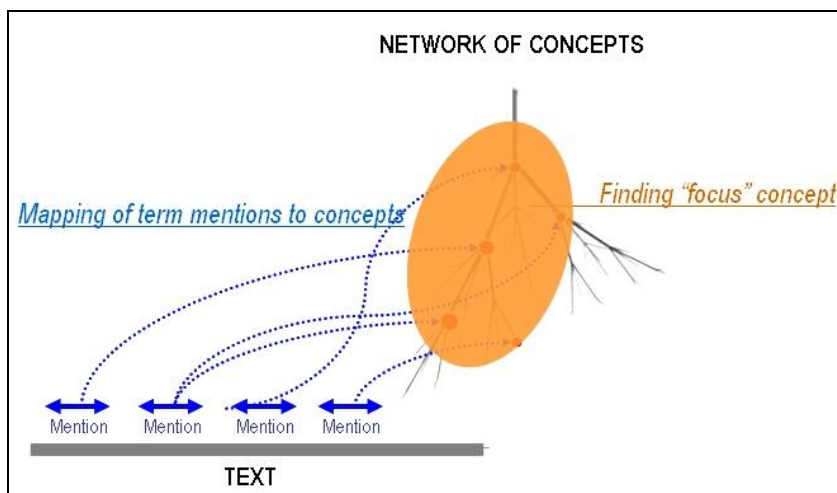 NETWORK OF CONCEPTS
Mapping of term mentions to concepts
Finding "focus" concept
Mention
Mention
Mention
Mention
TEXT